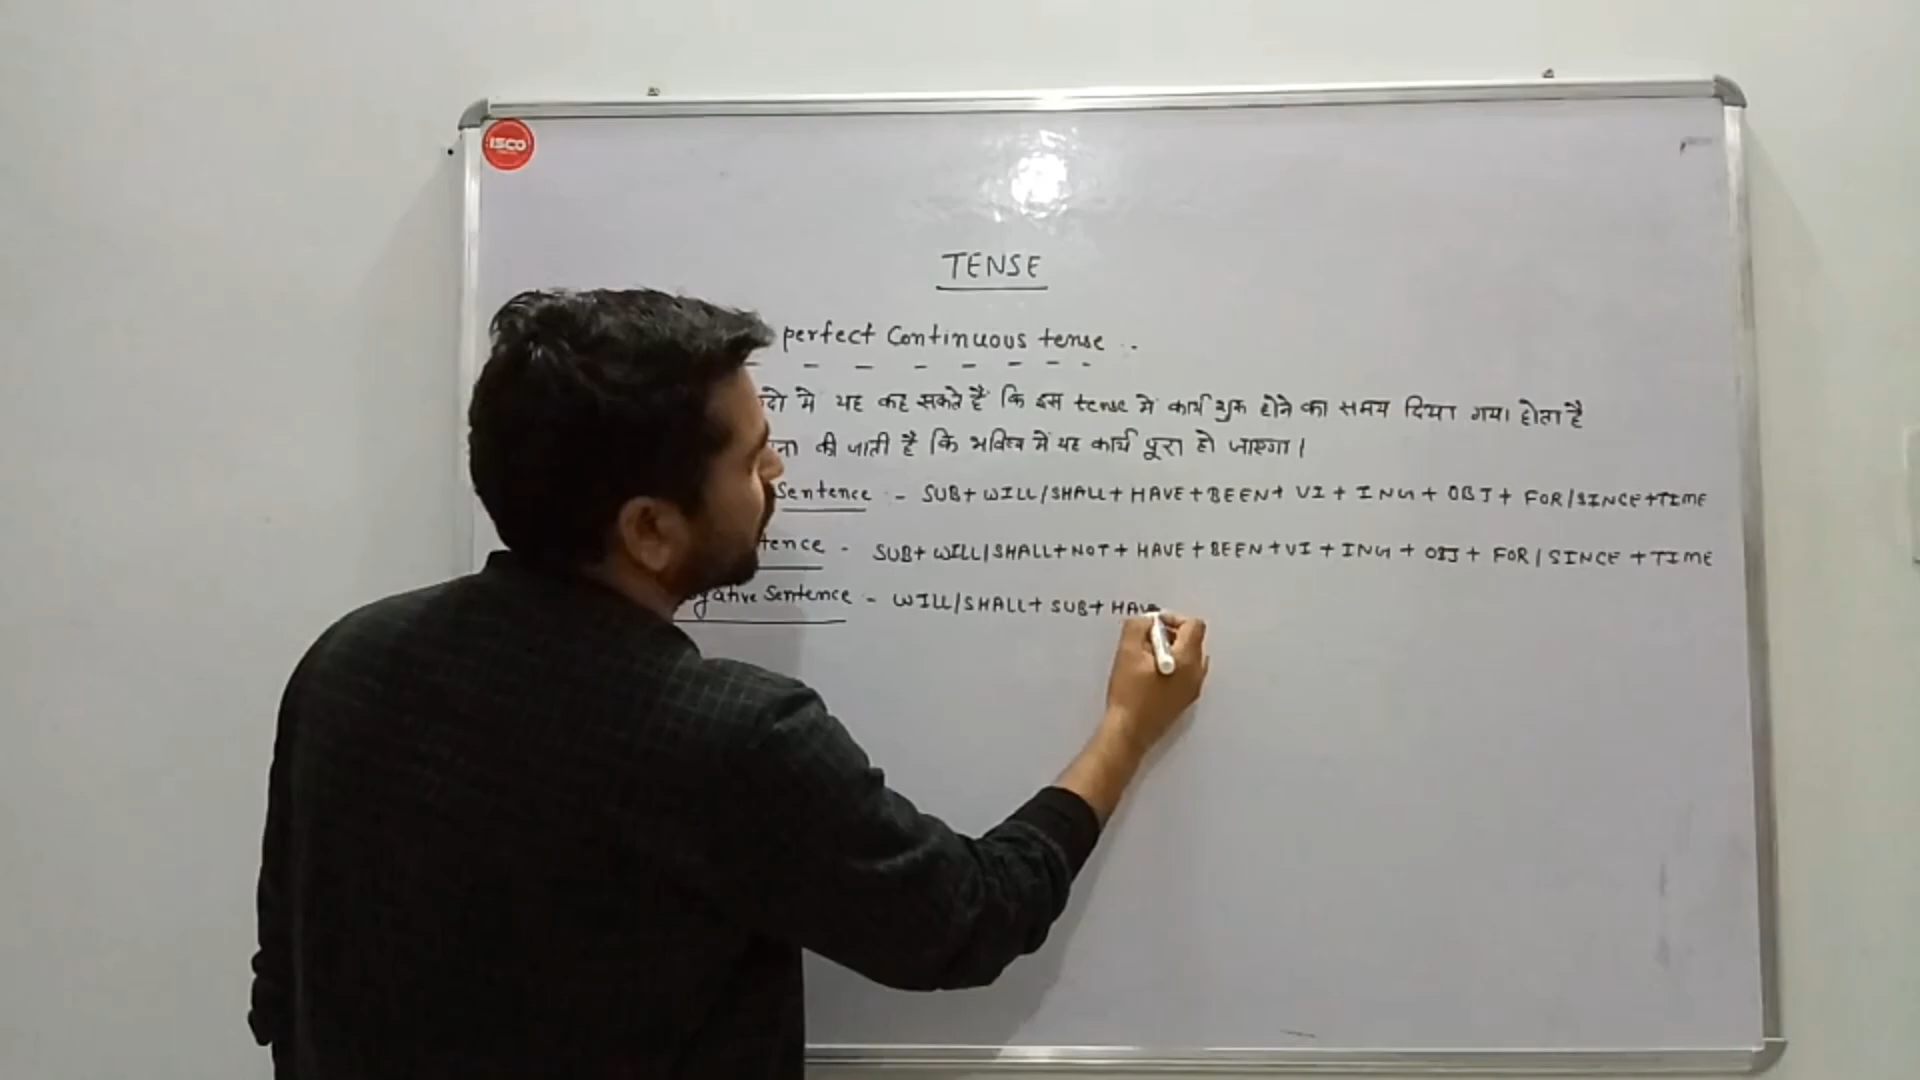 ISCO
TENSE
perfect Continuous tense :-
मे यह कह सकते है कि इस tense मे कार्य शुरू होने का समय दिया गया होता है
की जाती है कि भविष्य में यह कार्य पूरा हो जाएगा।
Sentence - SUB+ WILL/SHALL+ HAVE+BEEN+ VI + ING + OBJ + FOR/SINCE+TIME
SUB+ WILL/SHALL+NOT+ HAVE +BEEN +VI + ING + OBJ + FOR/SINCE +TIME
Sentence - WILL/SHALL+ SUB+ HAVE